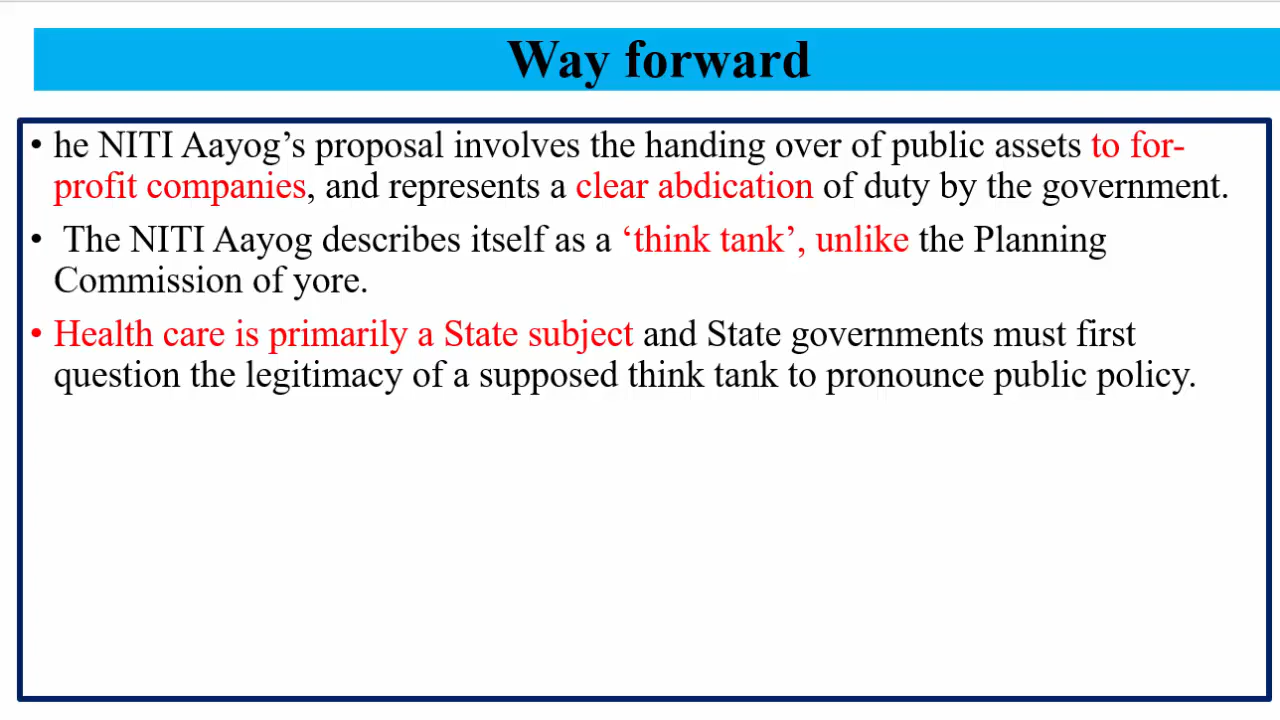 Way forward
• he NITI Aayog’s proposal involves the handing over of public assets to for-
profit companies, and represents a clear abdication of duty by the government.
• The NITI Aayog describes itself as a ‘think tank’, unlike the Planning
Commission of yore.
• Health care is primarily a State subject and State governments must first
question the legitimacy of a supposed think tank to pronounce public policy.